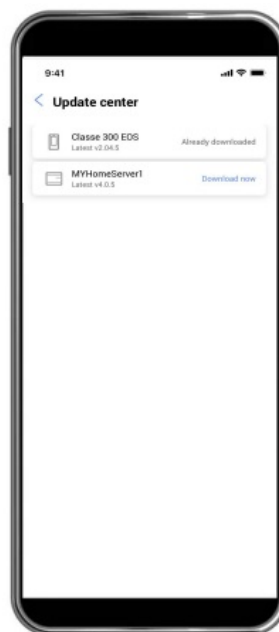 9:41
Update center
Classe 300 EOS
Latest v2.04.5
Already downloaded
MYHomeServer1
Latest v4.0.5
Download now